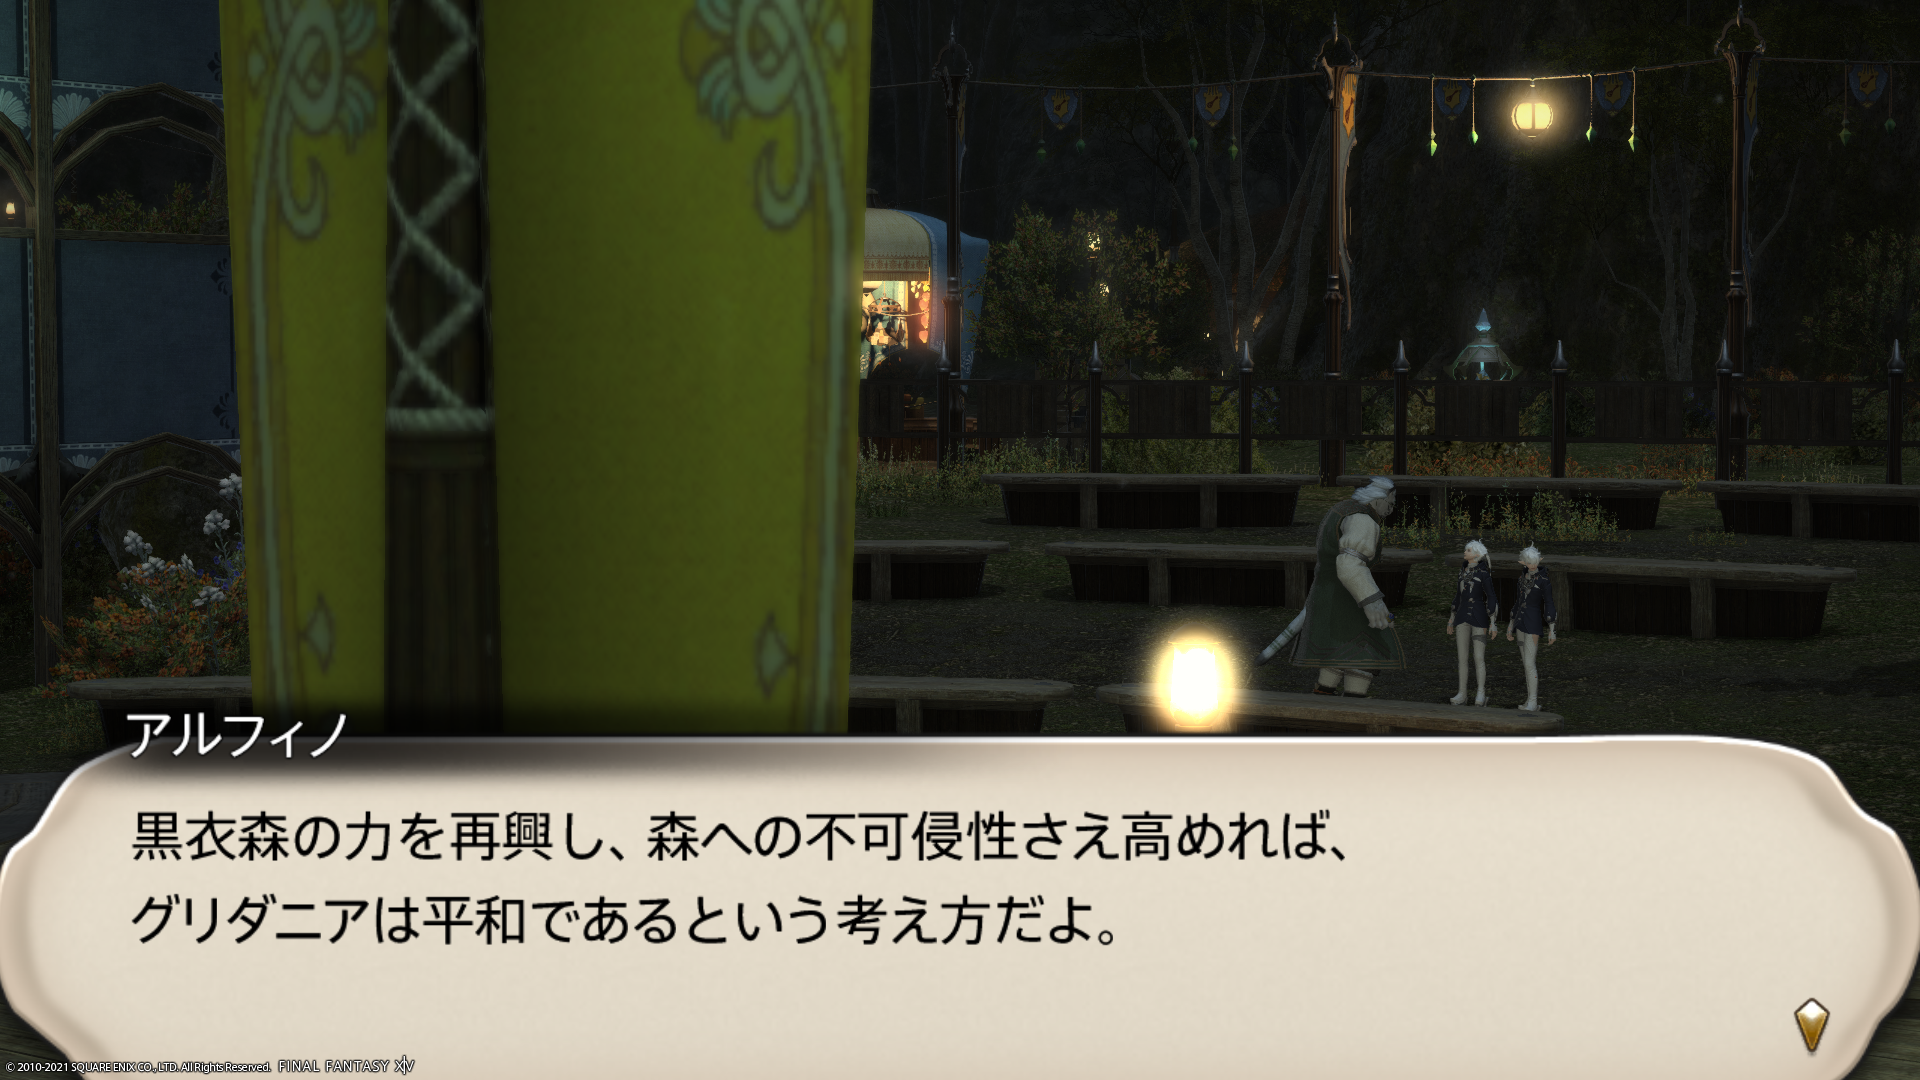 アルフィノ
黒衣森の力を再興し、森への不可侵性さえ高めれば、
グリダニアは平和であるという考え方だよ。
© 2010-2021 SQUARE ENIX CO., LTD. All Rights Reserved. FINAL FANTASY XIV